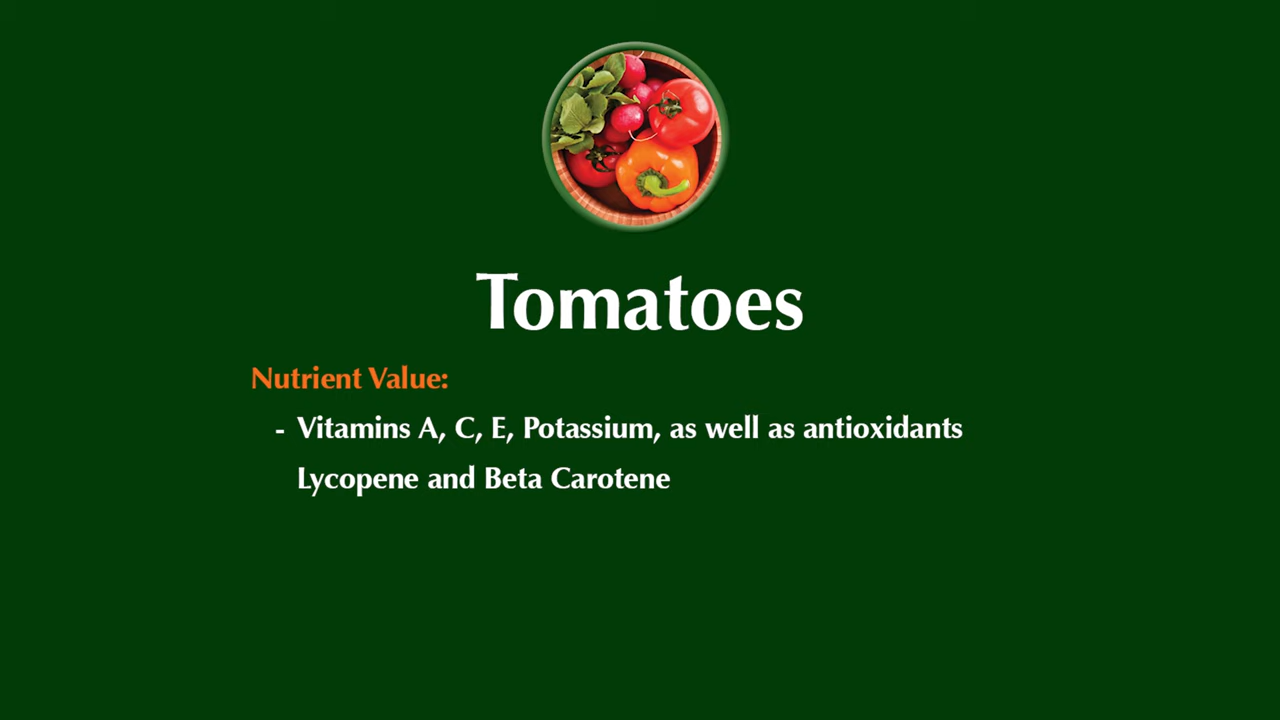 Tomatoes
Nutrient Value:
- Vitamins A, C, E, Potassium, as well as antioxidants
Lycopene and Beta Carotene